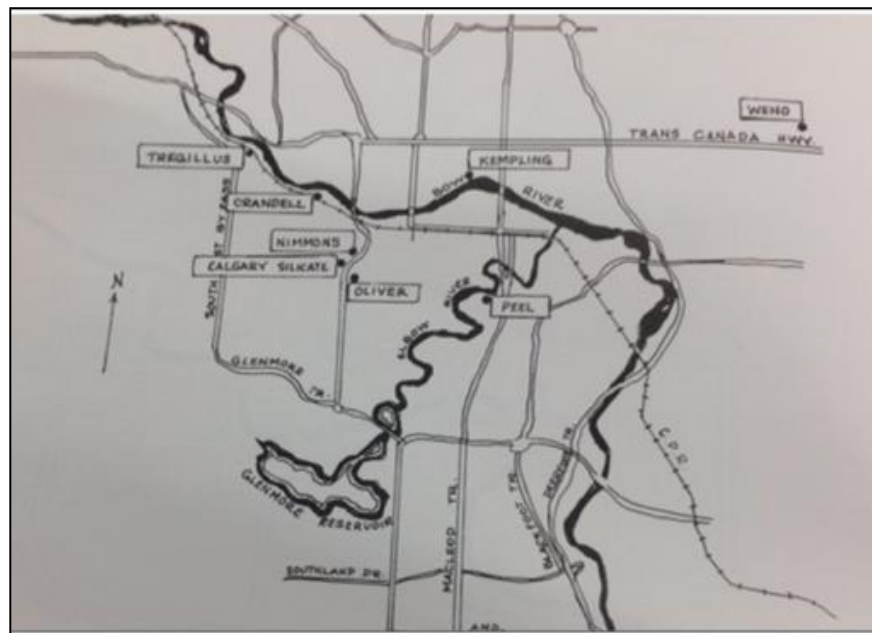 WENO
TRANS CANADA HWY.
TREGILLUS
KEMPLING
BOW
RIVER
CRANDELL
NIMMONS
CALGARY SILICATE
OLIVER
N
PEEL
ELBOW
RIVER
GLENMORE
TR.
C.P.R.
GLENMORE
RESERVOIR
MACLEOD TR.
BLACKFOOT TR.
DEERFOOT TR.
SOUTHLAND DR.
AND